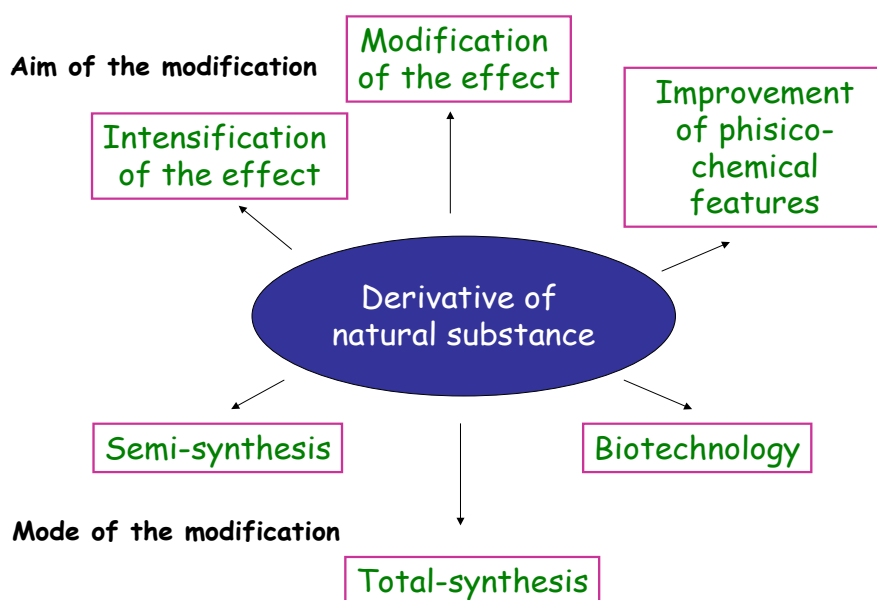 Aim of the modification
Modification
of the effect
Intensification
of the effect
Improvement
of phisico-
chemical
features
Derivative of
natural substance
Semi-synthesis
Biotechnology
Mode of the modification
Total-synthesis